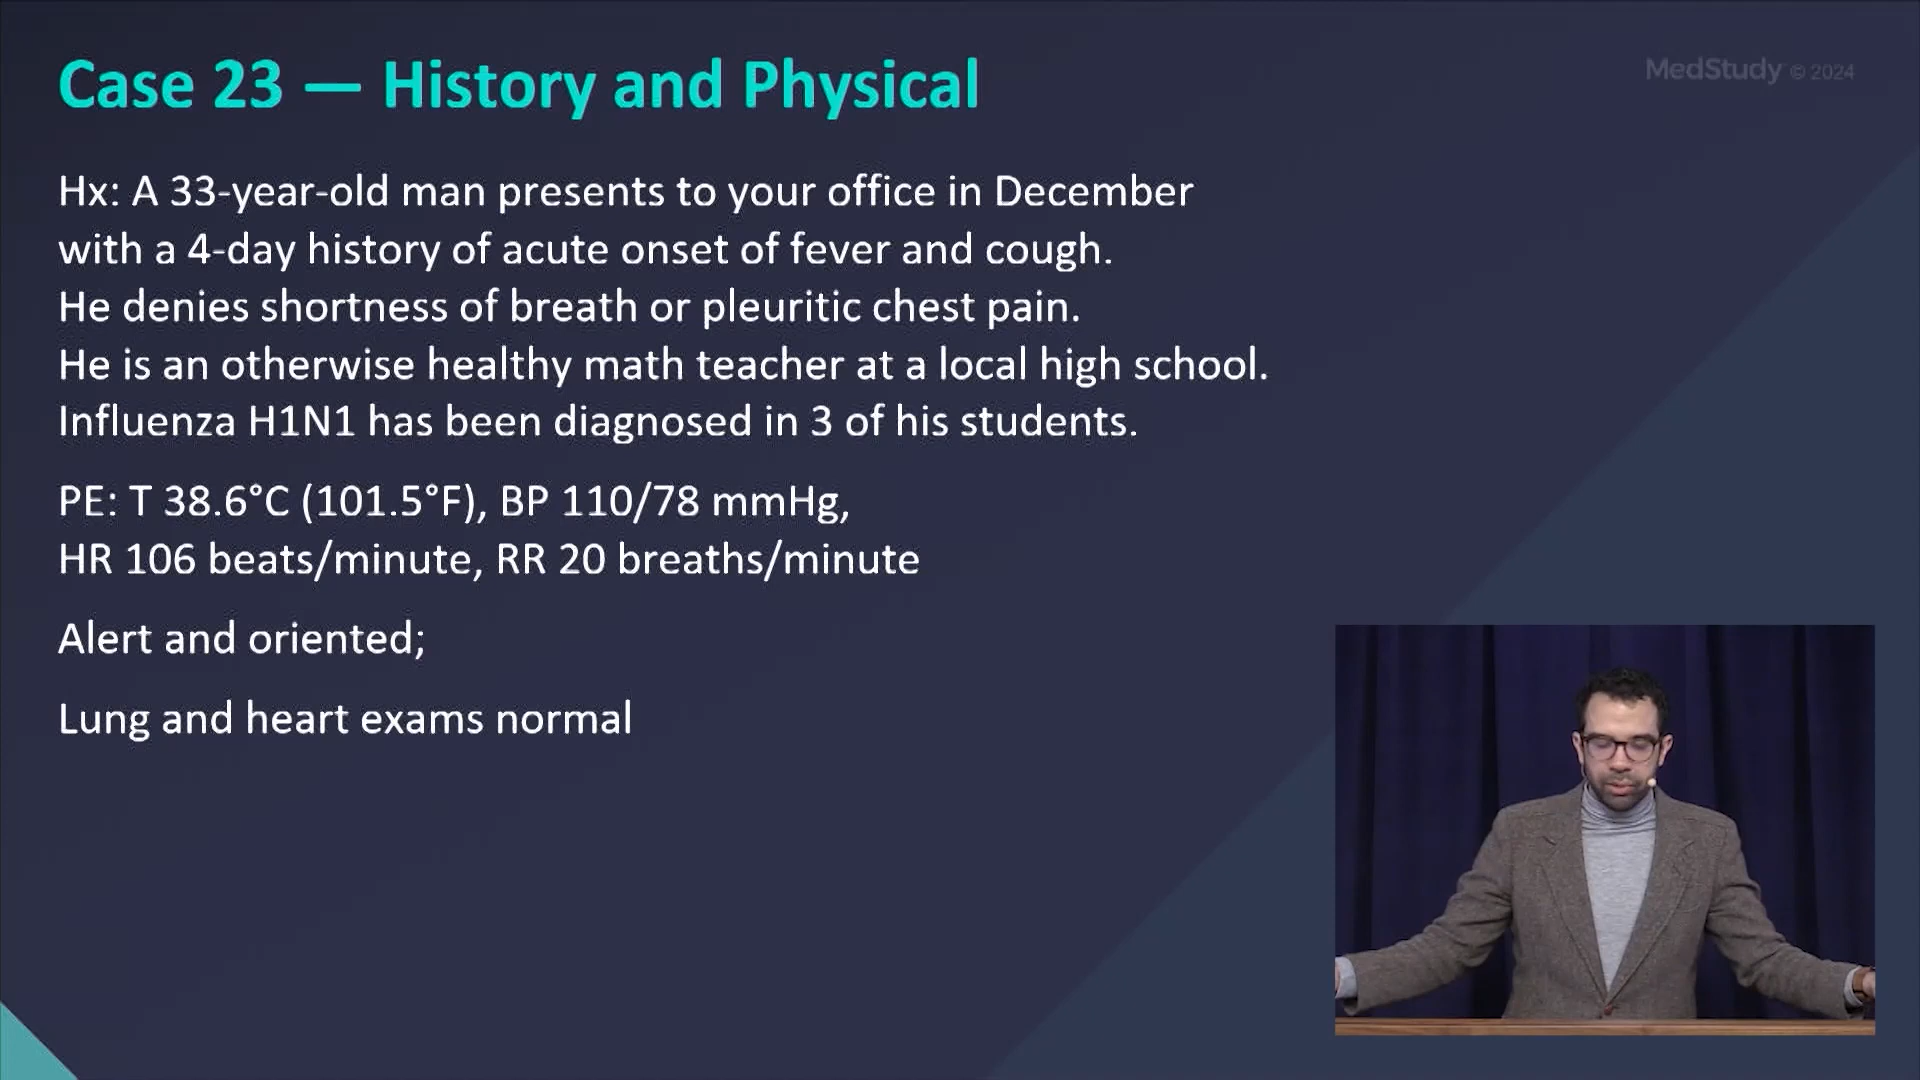 Case 23 — History and Physical
MedStudy © 2024
Hx: A 33-year-old man presents to your office in December
with a 4-day history of acute onset of fever and cough.
He denies shortness of breath or pleuritic chest pain.
He is an otherwise healthy math teacher at a local high school.
Influenza H1N1 has been diagnosed in 3 of his students.
PE: T 38.6°C (101.5°F), BP 110/78 mmHg,
HR 106 beats/minute, RR 20 breaths/minute
Alert and oriented;
Lung and heart exams normal